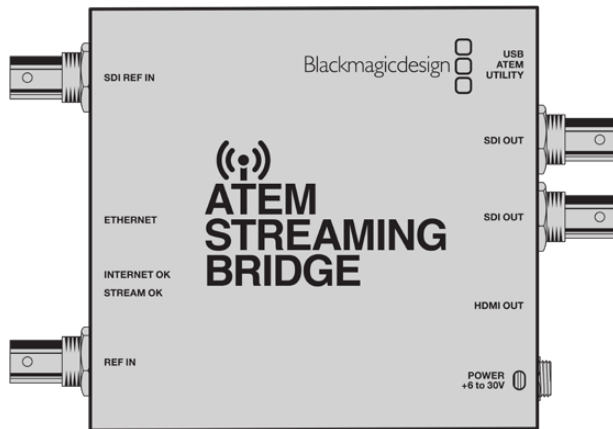 SDI REF IN
Blackmagicdesign
USB
ATEM
UTILITY
SDI OUT
ATEM
STREAMING
BRIDGE
ETHERNET
SDI OUT
INTERNET OK
STREAM OK
HDMI OUT
REF IN
POWER
+6 to 30V